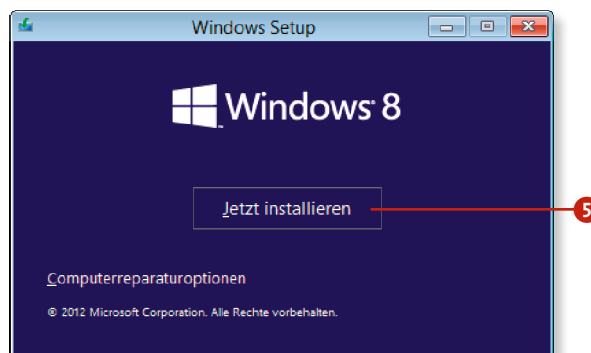 Windows Setup
Windows 8
Jetzt installieren
5
Computerreparaturoptionen
© 2012 Microsoft Corporation. Alle Rechte vorbehalten.